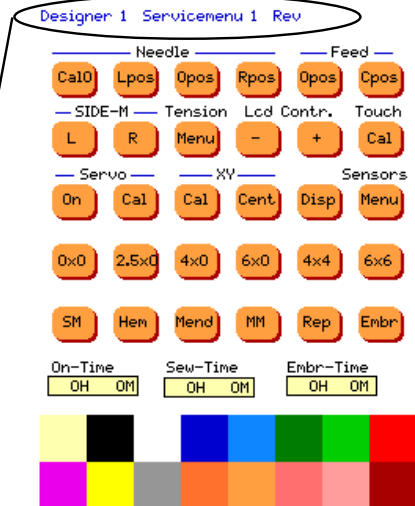 Designer 1 Servicemenu 1 Rev
Needle Feed
Cal0 Lpos Opos Rpos Opos Cpos
SIDE-M Tension Lcd Contr. Touch
L R Menu - + Cal
Servo XY Sensors
On Cal Cal Cent Disp Menu
0x0 2.5x0 4x0 6x0 4x4 6x6
SM Hem Mend MM Rep Embr
On-Time Sew-Time Embr-Time
0H 0M 0H 0M 0H 0M